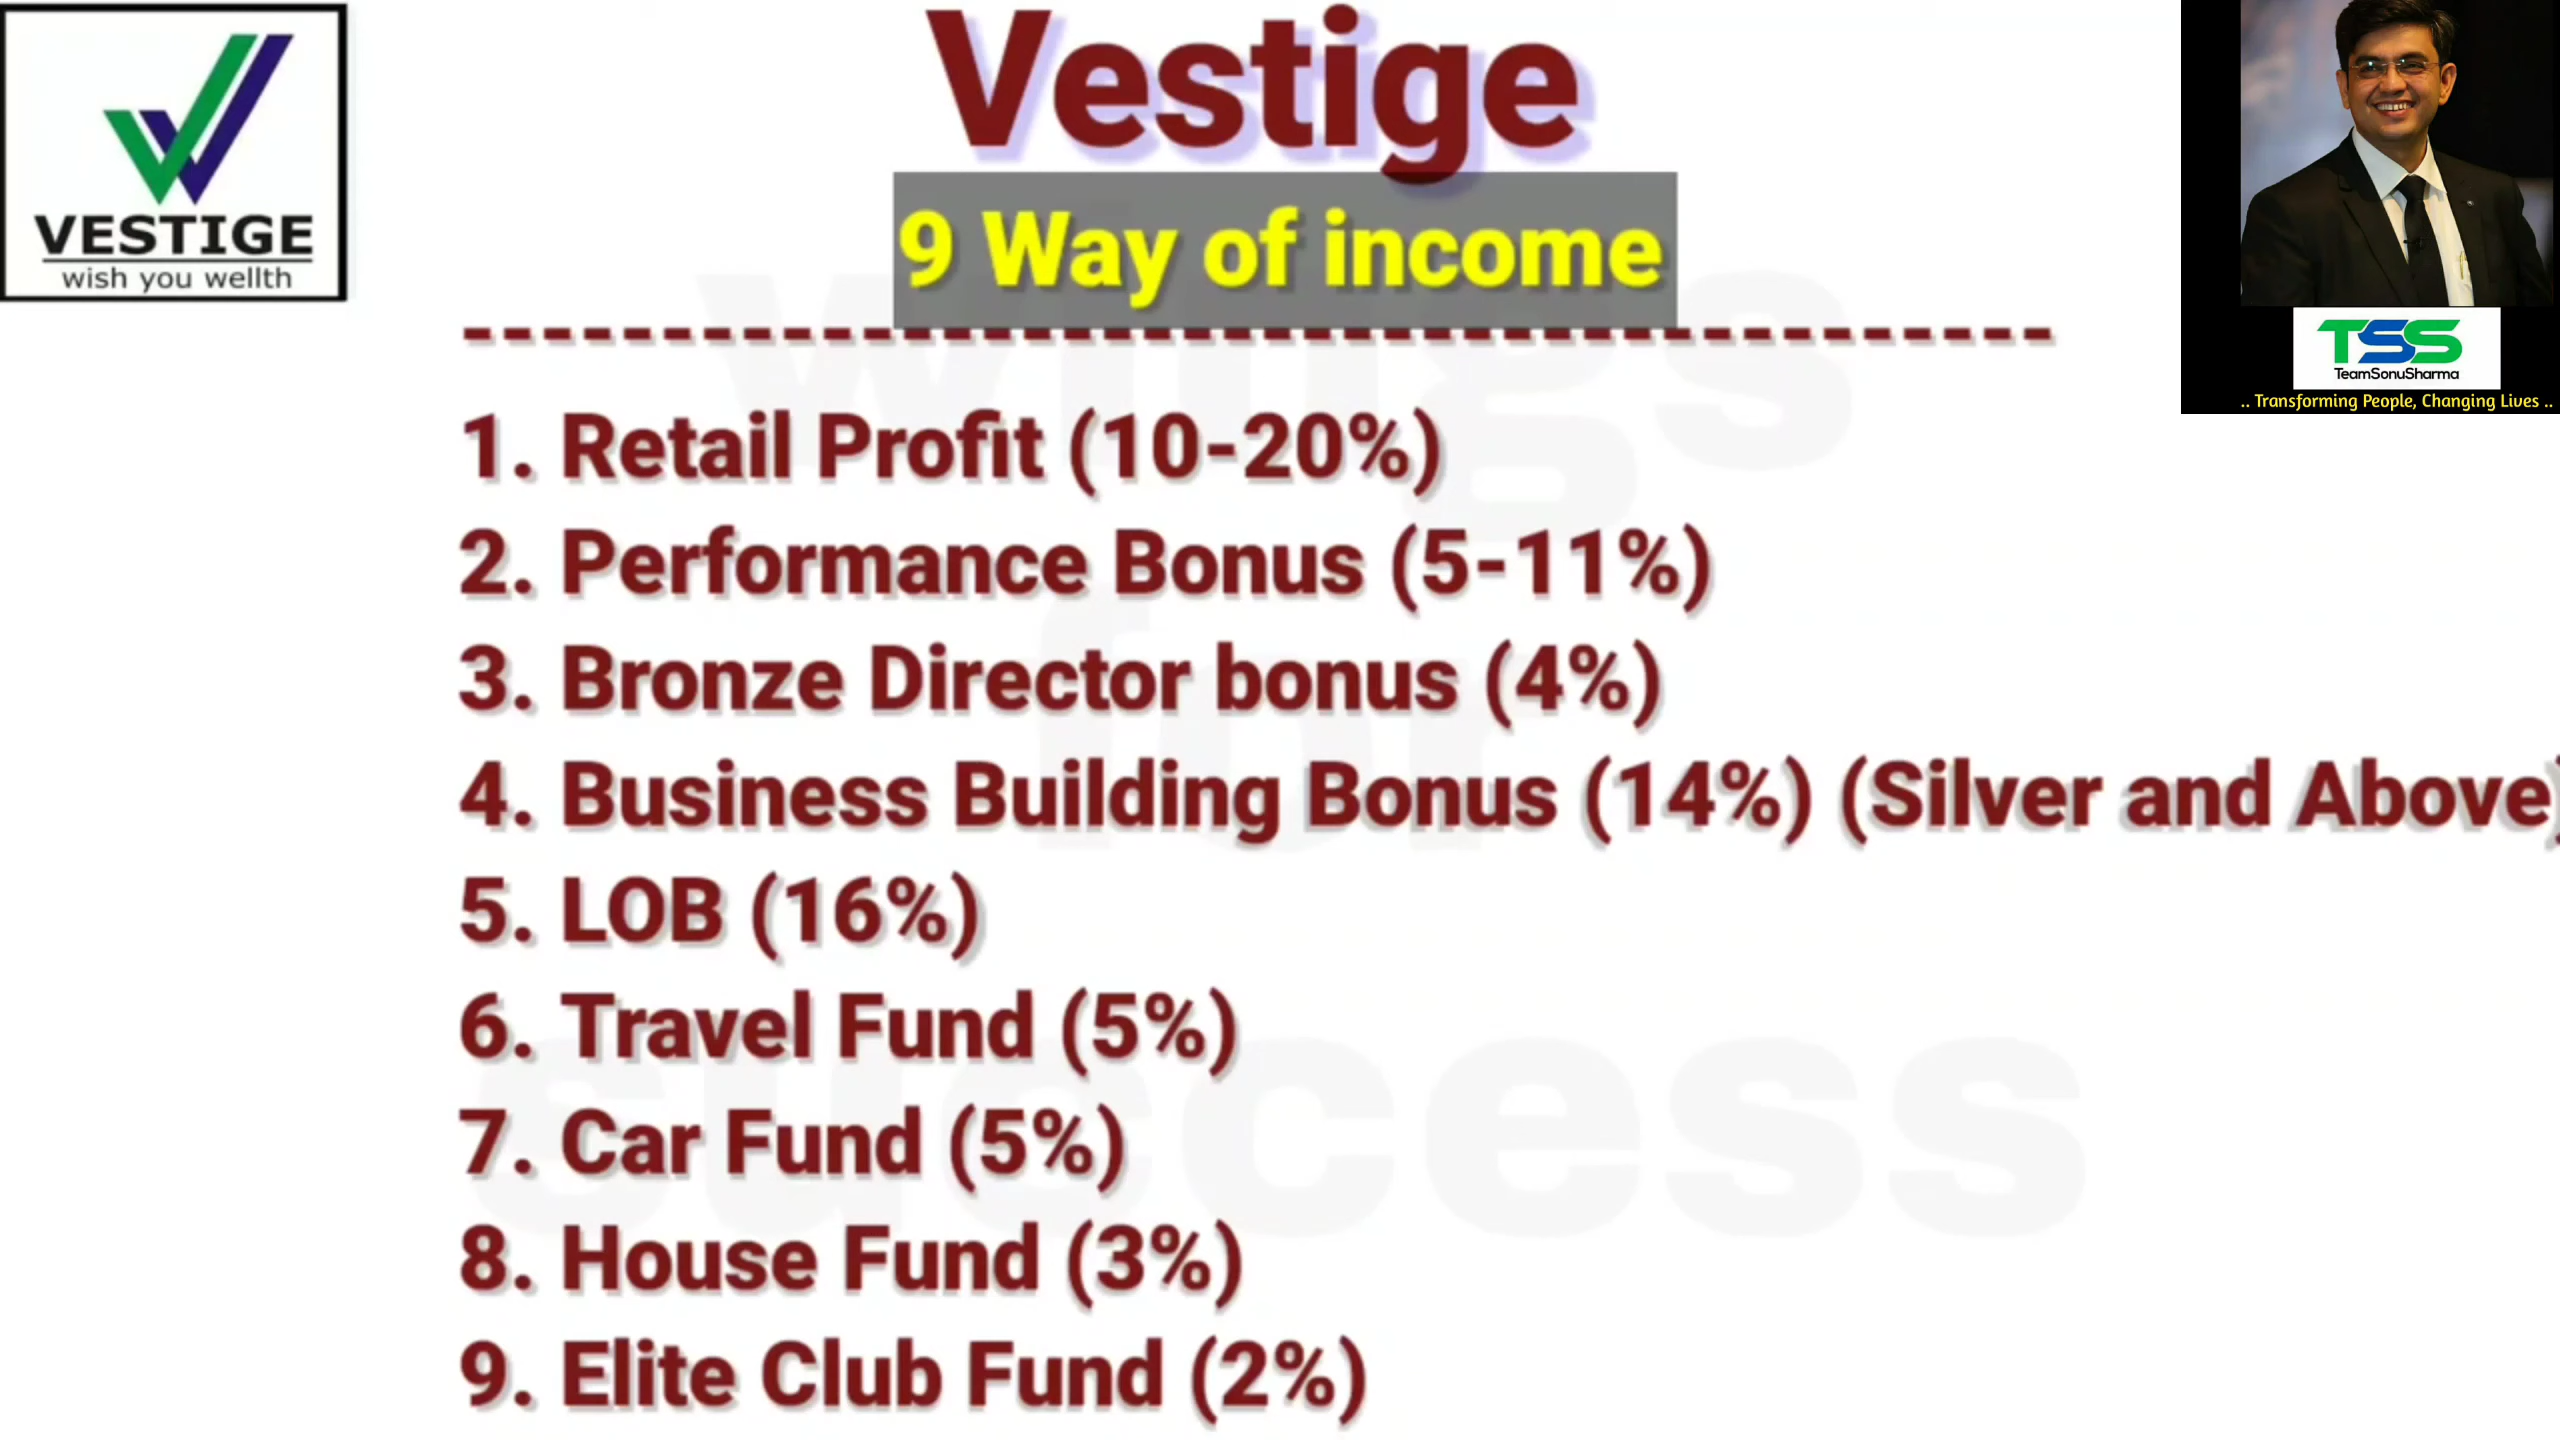 VESTIGE
wish you wellth
Vestige
9 Way of income
TSS
TeamSonuSharma
.. Transforming People, Changing Lives ..
wings
for
success
1. Retail Profit (10-20%)
2. Performance Bonus (5-11%)
3. Bronze Director bonus (4%)
4. Business Building Bonus (14%) (Silver and Above)
5. LOB (16%)
6. Travel Fund (5%)
7. Car Fund (5%)
8. House Fund (3%)
9. Elite Club Fund (2%)